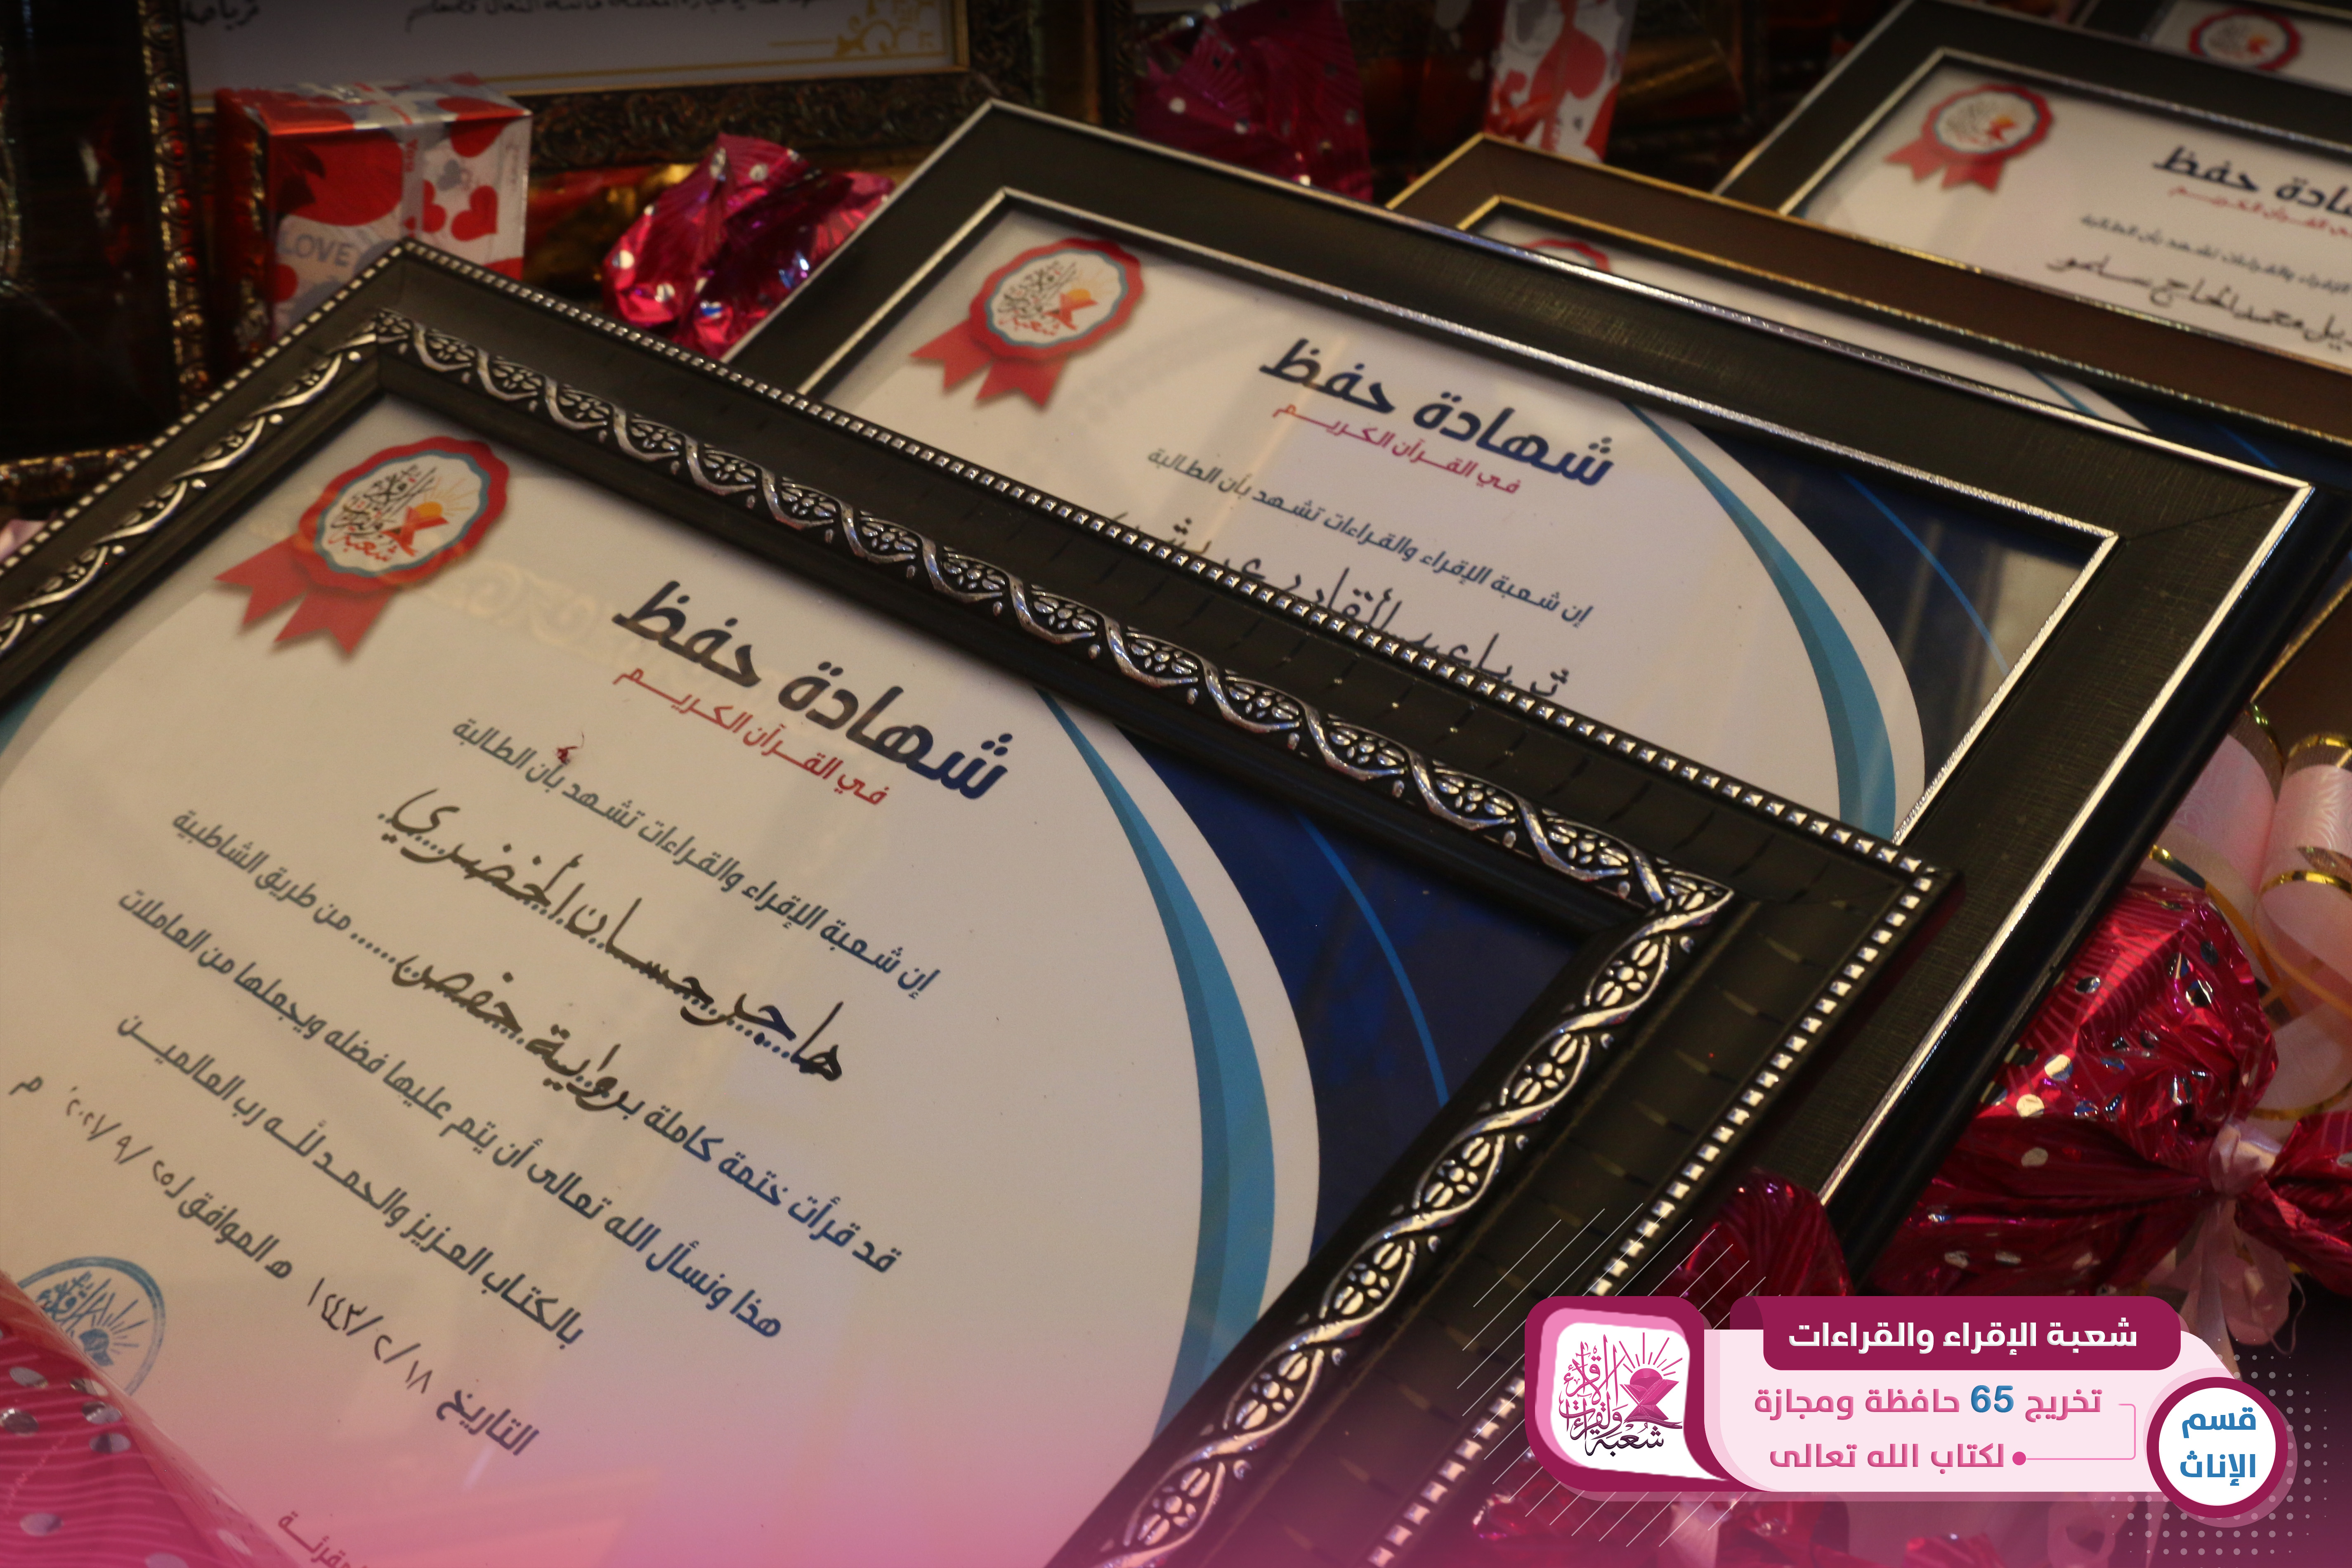 شهادة حفظ
في القرآن الكريم
إن شعبة الإقراء والقراءات تشهد بأن الطالبة
هاجر حسان الخضري
قد قرأت ختمة كاملة برواية حفص من طريق الشاطبية
هذا ونسأل الله تعالى أن يتم عليها فضله ويجعلها من العاملات
بالكتاب العزيز والحمد لله رب العالمين
التاريخ ١٤٤٣/٢/١٨ هـ الموافق لـ ٢٠٢١/٩/٢٥ م
شهادة حفظ
في القرآن الكريم
إن شعبة الإقراء والقراءات تشهد بأن الطالبة
شهادة حفظ
محمد الحاج سلمو
LOVE
شعبة الإقراء والقراءات
تخريج 65 حافظة ومجازة
لكتاب الله تعالى
قسم
الإناث